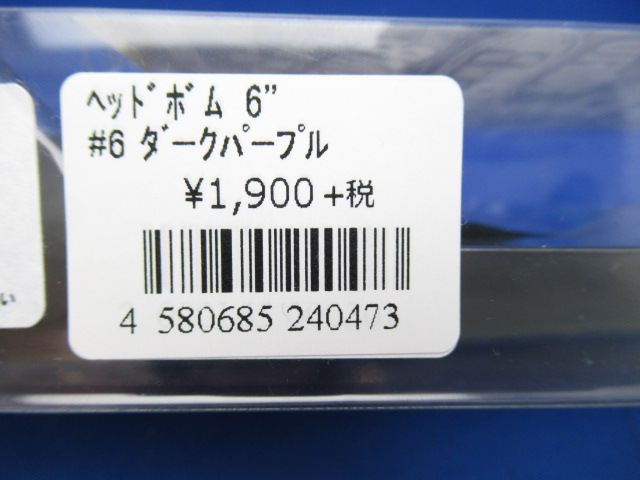 ﾍｯﾄﾞﾎﾞﾑ 6”
#6 ﾀﾞｰｸﾊﾟｰﾌﾟﾙ
¥1,900+税
4 580685 240473
い